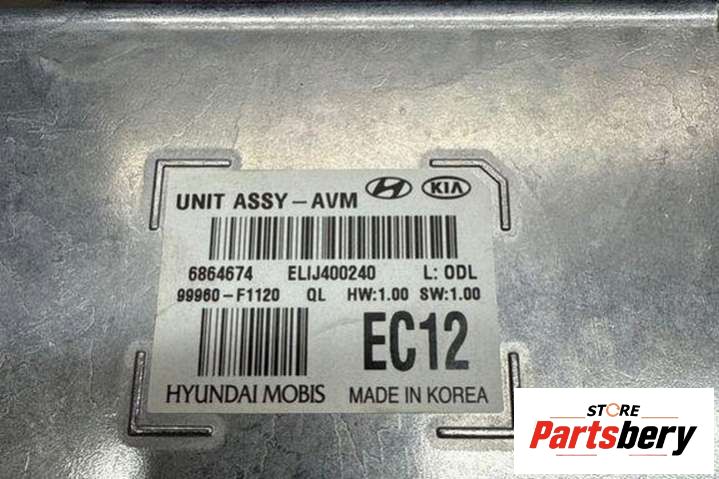 UNIT ASSY-AVM KIA
6864674 ELIJ400240 L: ODL
99960-F1120 QL HW:1.00 SW:1.00
EC12
HYUNDAI MOBIS MADE IN KOREA
STORE
Partsbery